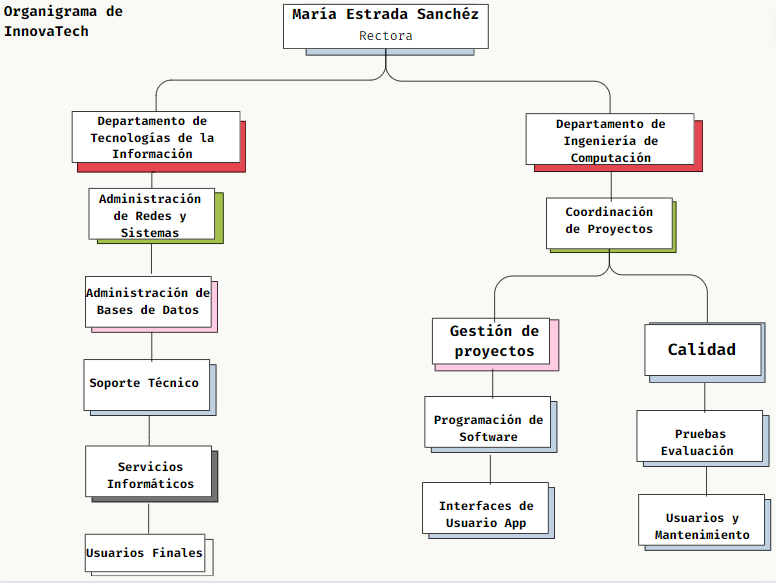 Organigrama de
InnovaTech
María Estrada Sanchéz
Rectora
Departamento de
Tecnologías de la
Información
Departamento de
Ingeniería de
Computación
Administración
de Redes y
Sistemas
Coordinación
de Proyectos
Administración de
Bases de Datos
Gestión de
proyectos
Calidad
Soporte Técnico
Programación de
Software
Pruebas
Evaluación
Servicios
Informáticos
Interfaces de
Usuario App
Usuarios y
Mantenimiento
Usuarios Finales